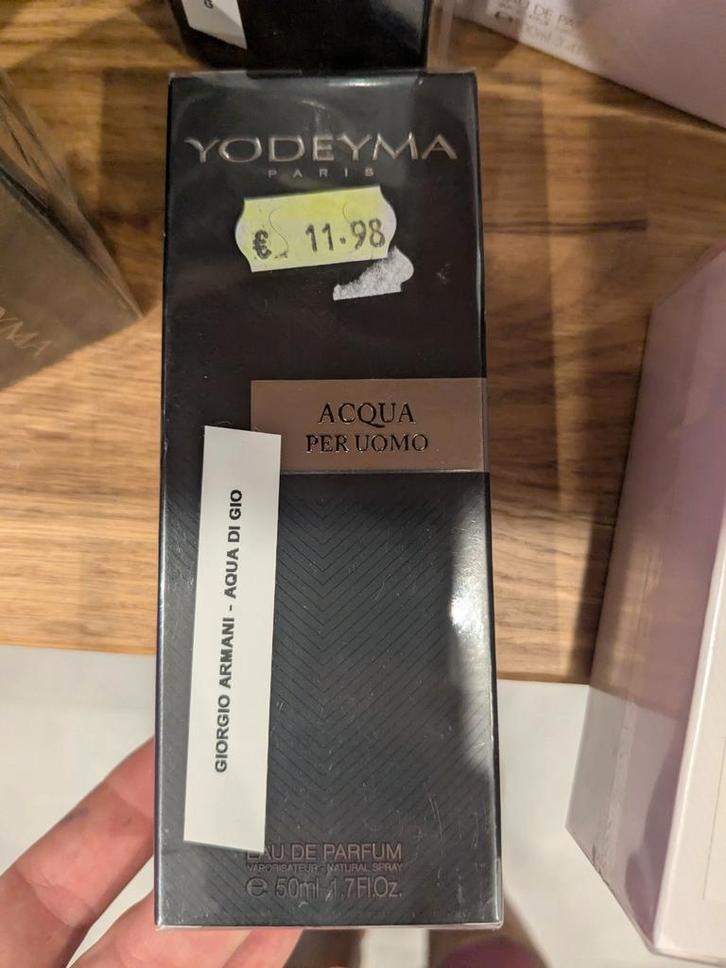 YODEYMA
PARIS
€ 11.98
ACQUA
PER UOMO
GIORGIO ARMANI - AQUA DI GIO
EAU DE PARFUM
VAPORISATEUR - NATURAL SPRAY
e 50ml 1.7Fl.Oz.